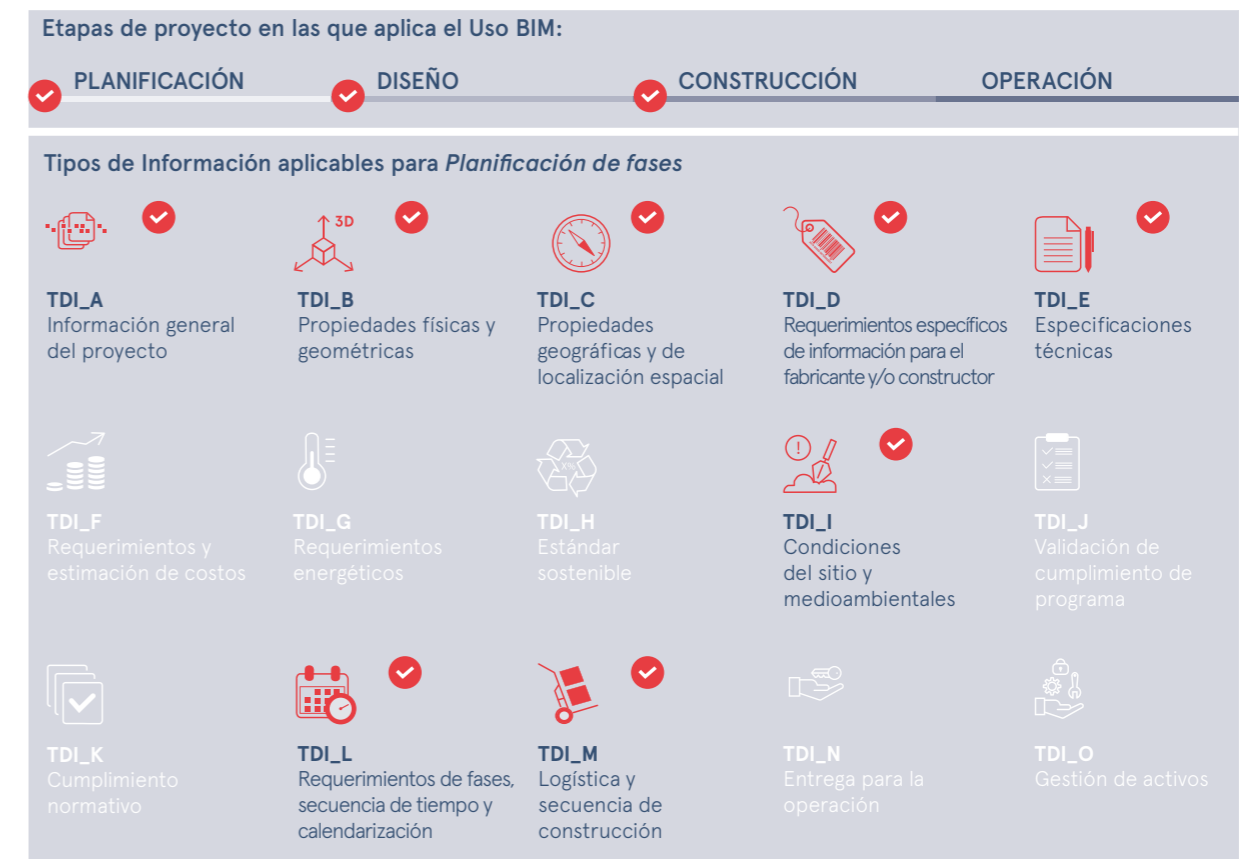 Etapas de proyecto en las que aplica el Uso BIM:
PLANIFICACIÓN DISEÑO CONSTRUCCIÓN OPERACIÓN
Tipos de Información aplicables para Planificación de fases
3D
TDI_A
Información general
del proyecto
TDI_B
Propiedades físicas y
geométricas
TDI_C
Propiedades
geográficas y de
localización espacial
TDI_D
Requerimientos específicos
de información para el
fabricante y/o constructor
TDI_E
Especificaciones
técnicas
TDI_F
Requerimientos y
estimación de costos
TDI_G
Requerimientos
energéticos
X%
TDI_H
Estándar
sostenible
TDI_I
Condiciones
del sitio y
medioambientales
TDI_J
Validación de
cumplimiento de
programa
TDI_K
Cumplimiento
normativo
TDI_L
Requerimientos de fases,
secuencia de tiempo y
calendarización
TDI_M
Logística y
secuencia de
construcción
TDI_N
Entrega para la
operación
TDI_O
Gestión de activos